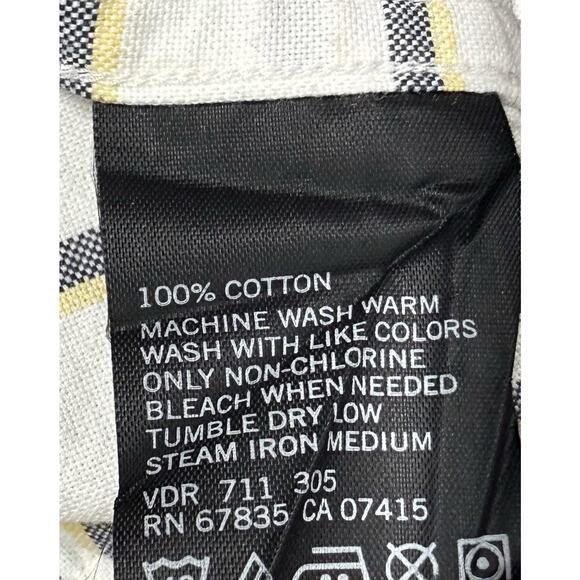 100% COTTON
MACHINE WASH WARM
WASH WITH LIKE COLORS
ONLY NON-CHLORINE
BLEACH WHEN NEEDED
TUMBLE DRY LOW
STEAM IRON MEDIUM
VDR 711 305
RN 67835 CA 07415